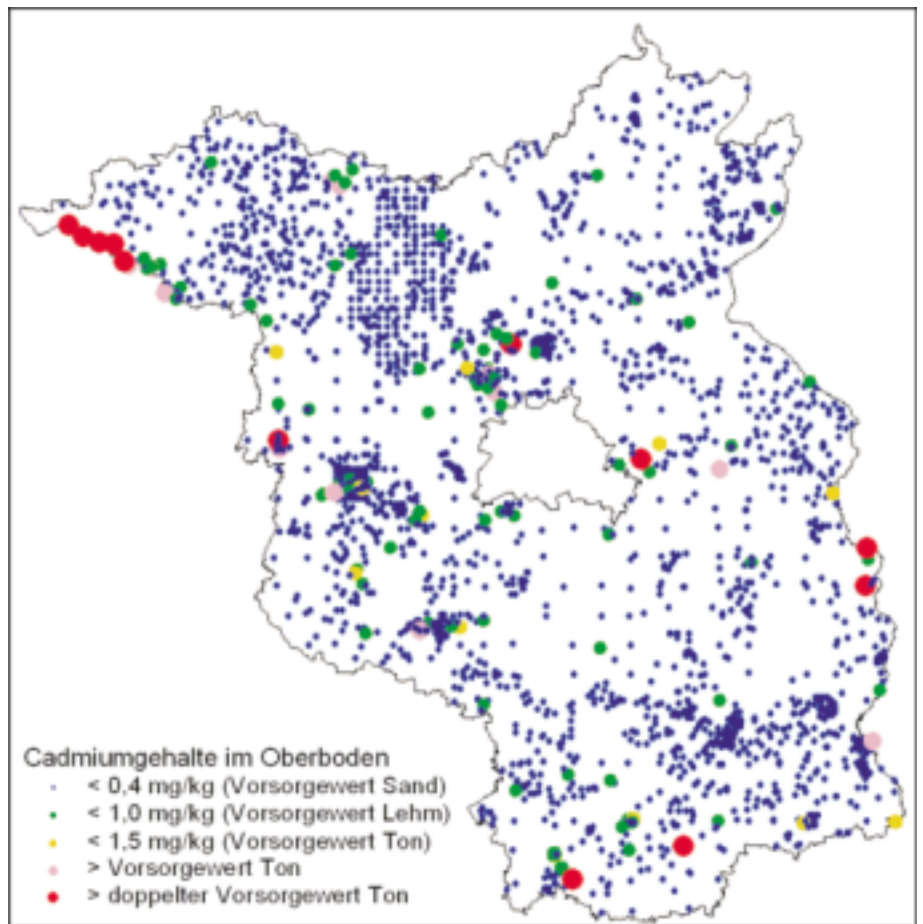 Cadmiumgehalte im Oberboden
< 0,4 mg/kg (Vorsorgewert Sand)
< 1.0 mg/kg (Vorsorgewert Lehm)
< 1.5 mg/kg (Vorsorgewert Ton)
> Vorsorgewert Ton
> doppelter Vorsorgewert Ton